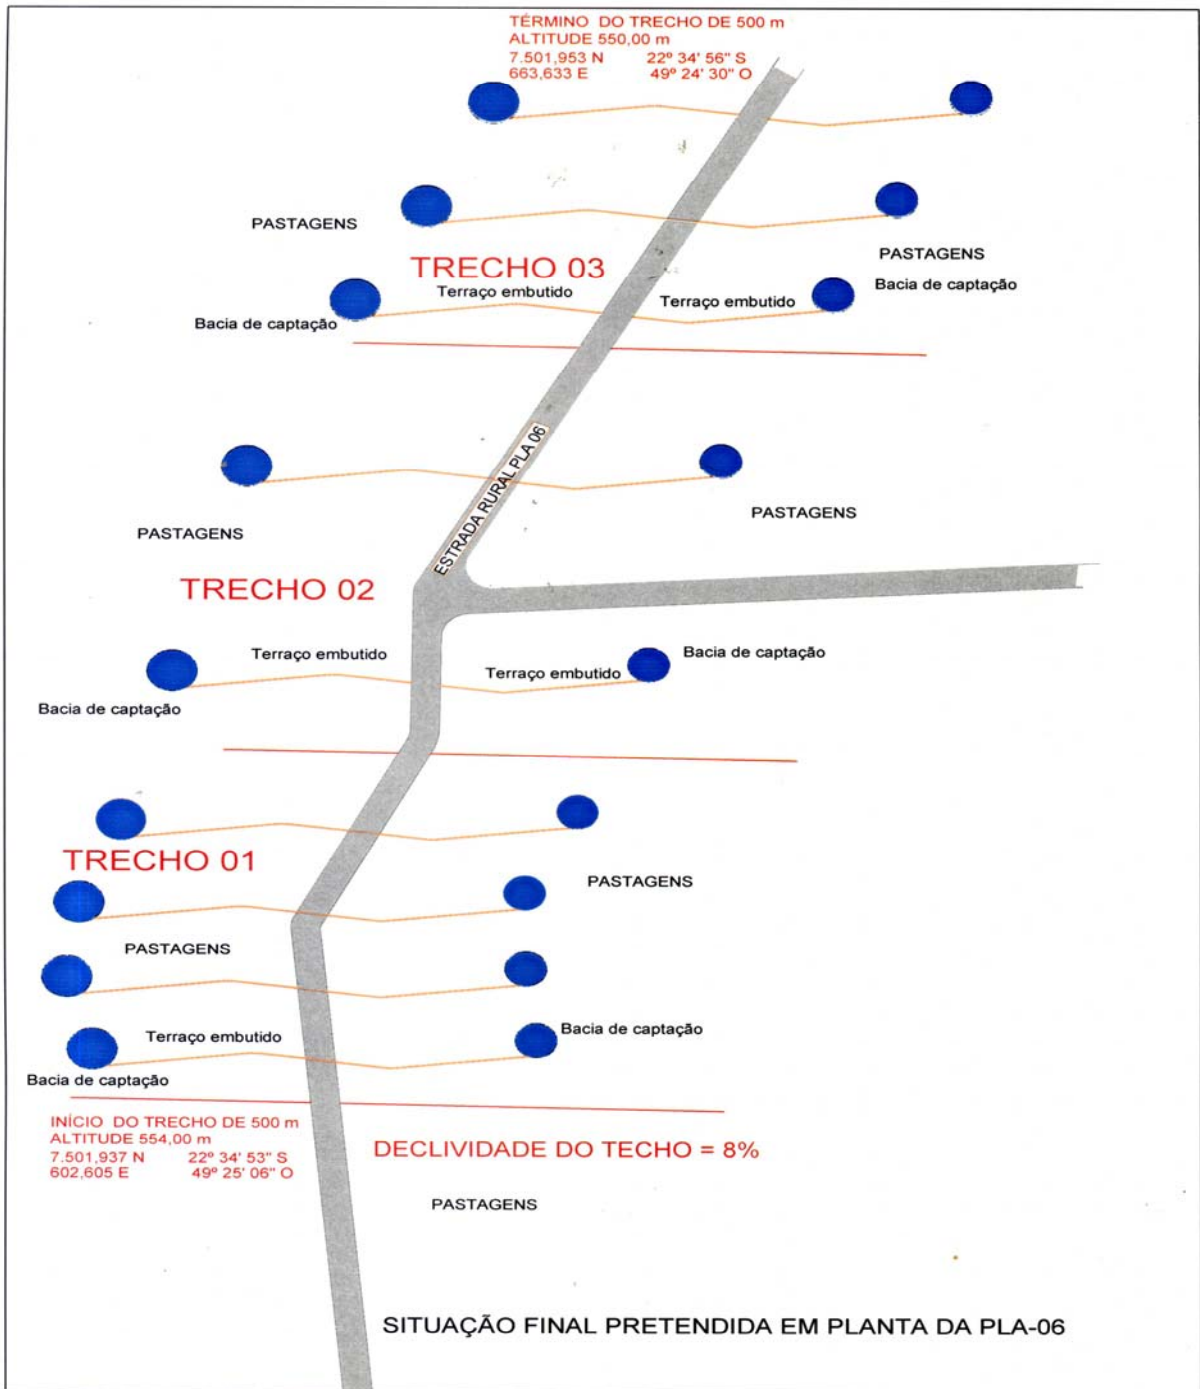 TÉRMINO DO TRECHO DE 500 m
ALTITUDE 550,00 m
7.501,953 N 22º 34' 56" S
663,633 E 49º 24' 30" O
PASTAGENS
PASTAGENS
TRECHO 03
Bacia de captação
Terraço embutido
Terraço embutido
Bacia de captação
ESTRADA RURAL PLA 06
PASTAGENS
PASTAGENS
TRECHO 02
Terraço embutido
Bacia de captação
Terraço embutido
Bacia de captação
TRECHO 01
PASTAGENS
PASTAGENS
Terraço embutido
Bacia de captação
Bacia de captação
INÍCIO DO TRECHO DE 500 m
ALTITUDE 554,00 m
7.501,937 N 22º 34' 53" S
602,605 E 49º 25' 06" O
DECLIVIDADE DO TECHO = 8%
PASTAGENS
SITUAÇÃO FINAL PRETENDIDA EM PLANTA DA PLA-06